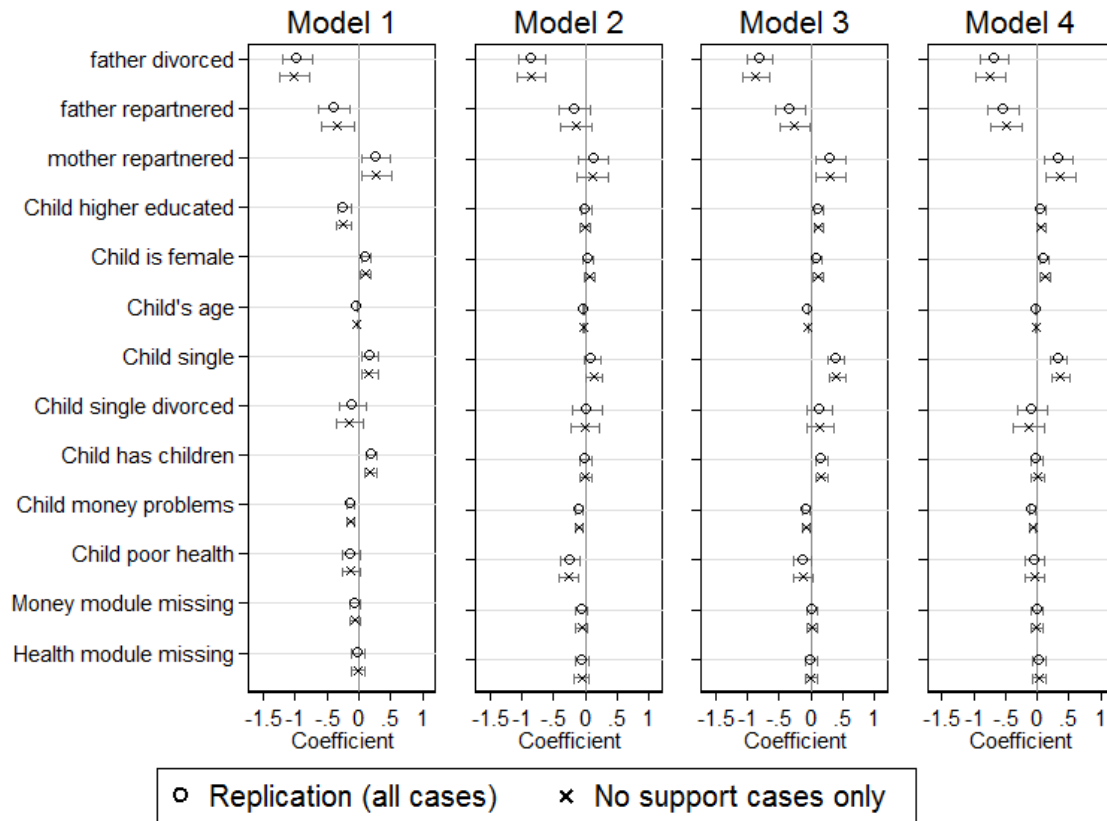 Model 1 Model 2 Model 3 Model 4
father divorced
father repartnered
mother repartnered
Child higher educated
Child is female
Child's age
Child single
Child single divorced
Child has children
Child money problems
Child poor health
Money module missing
Health module missing
-1.5 -1 -.5 0 .5 1 -1.5 -1 -.5 0 .5 1 -1.5 -1 -.5 0 .5 1 -1.5 -1 -.5 0 .5 1
Coefficient Coefficient Coefficient Coefficient
Replication (all cases) No support cases only